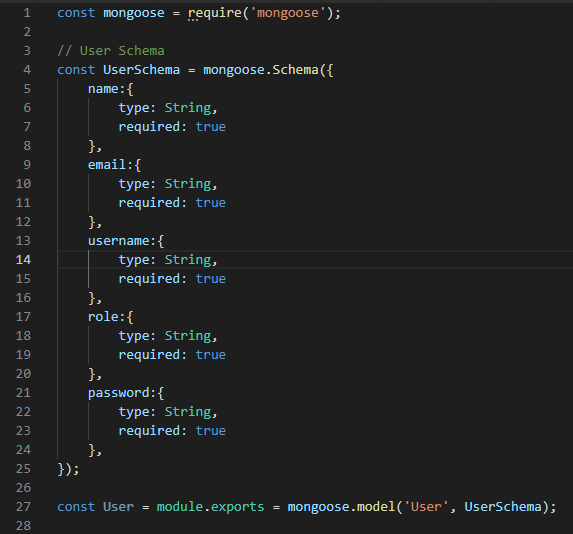 1 const mongoose = require('mongoose');
2
3 // User Schema
4 const UserSchema = mongoose.Schema({
5 name:{
6 type: String,
7 required: true
8 },
9 email:{
10 type: String,
11 required: true
12 },
13 username:{
14 type: String,
15 required: true
16 },
17 role:{
18 type: String,
19 required: true
20 },
21 password:{
22 type: String,
23 required: true
24 },
25 });
26
27 const User = module.exports = mongoose.model('User', UserSchema);
28